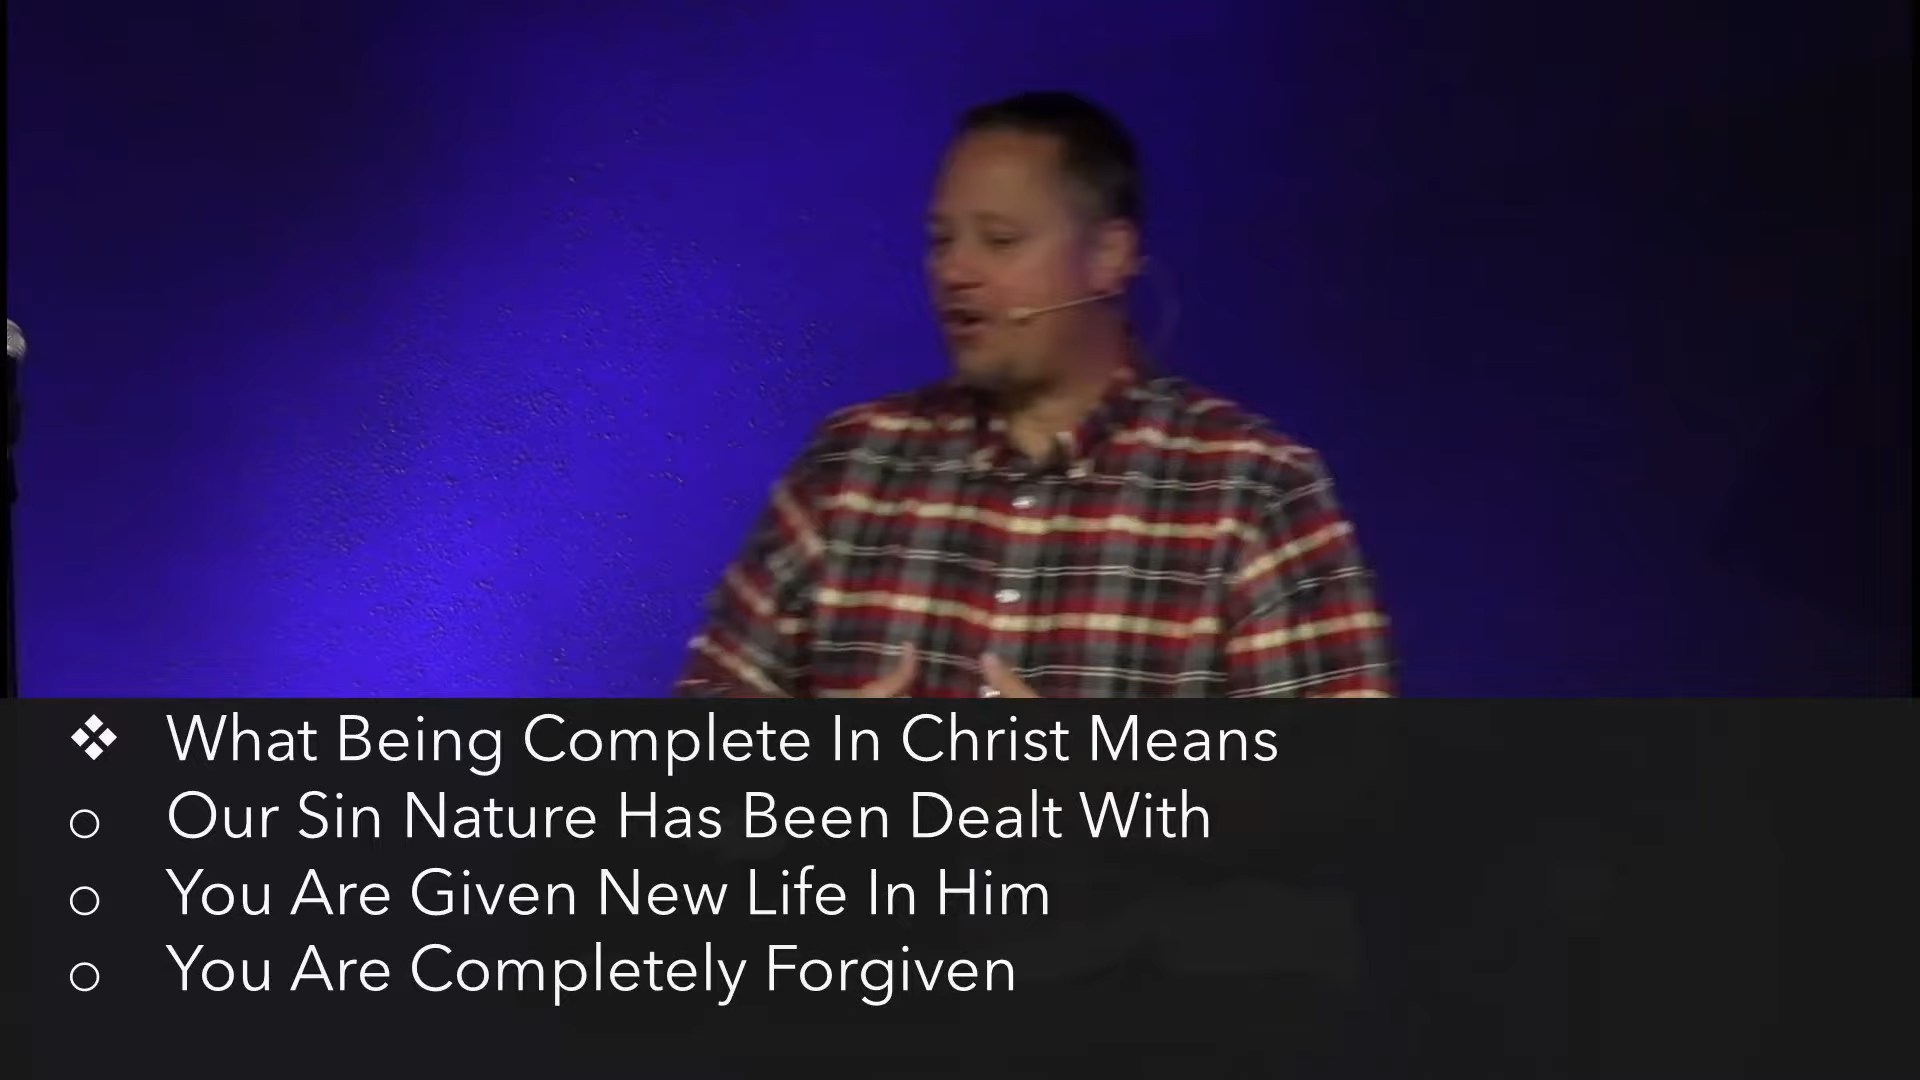 ❖ What Being Complete In Christ Means
○ Our Sin Nature Has Been Dealt With
○ You Are Given New Life In Him
○ You Are Completely Forgiven